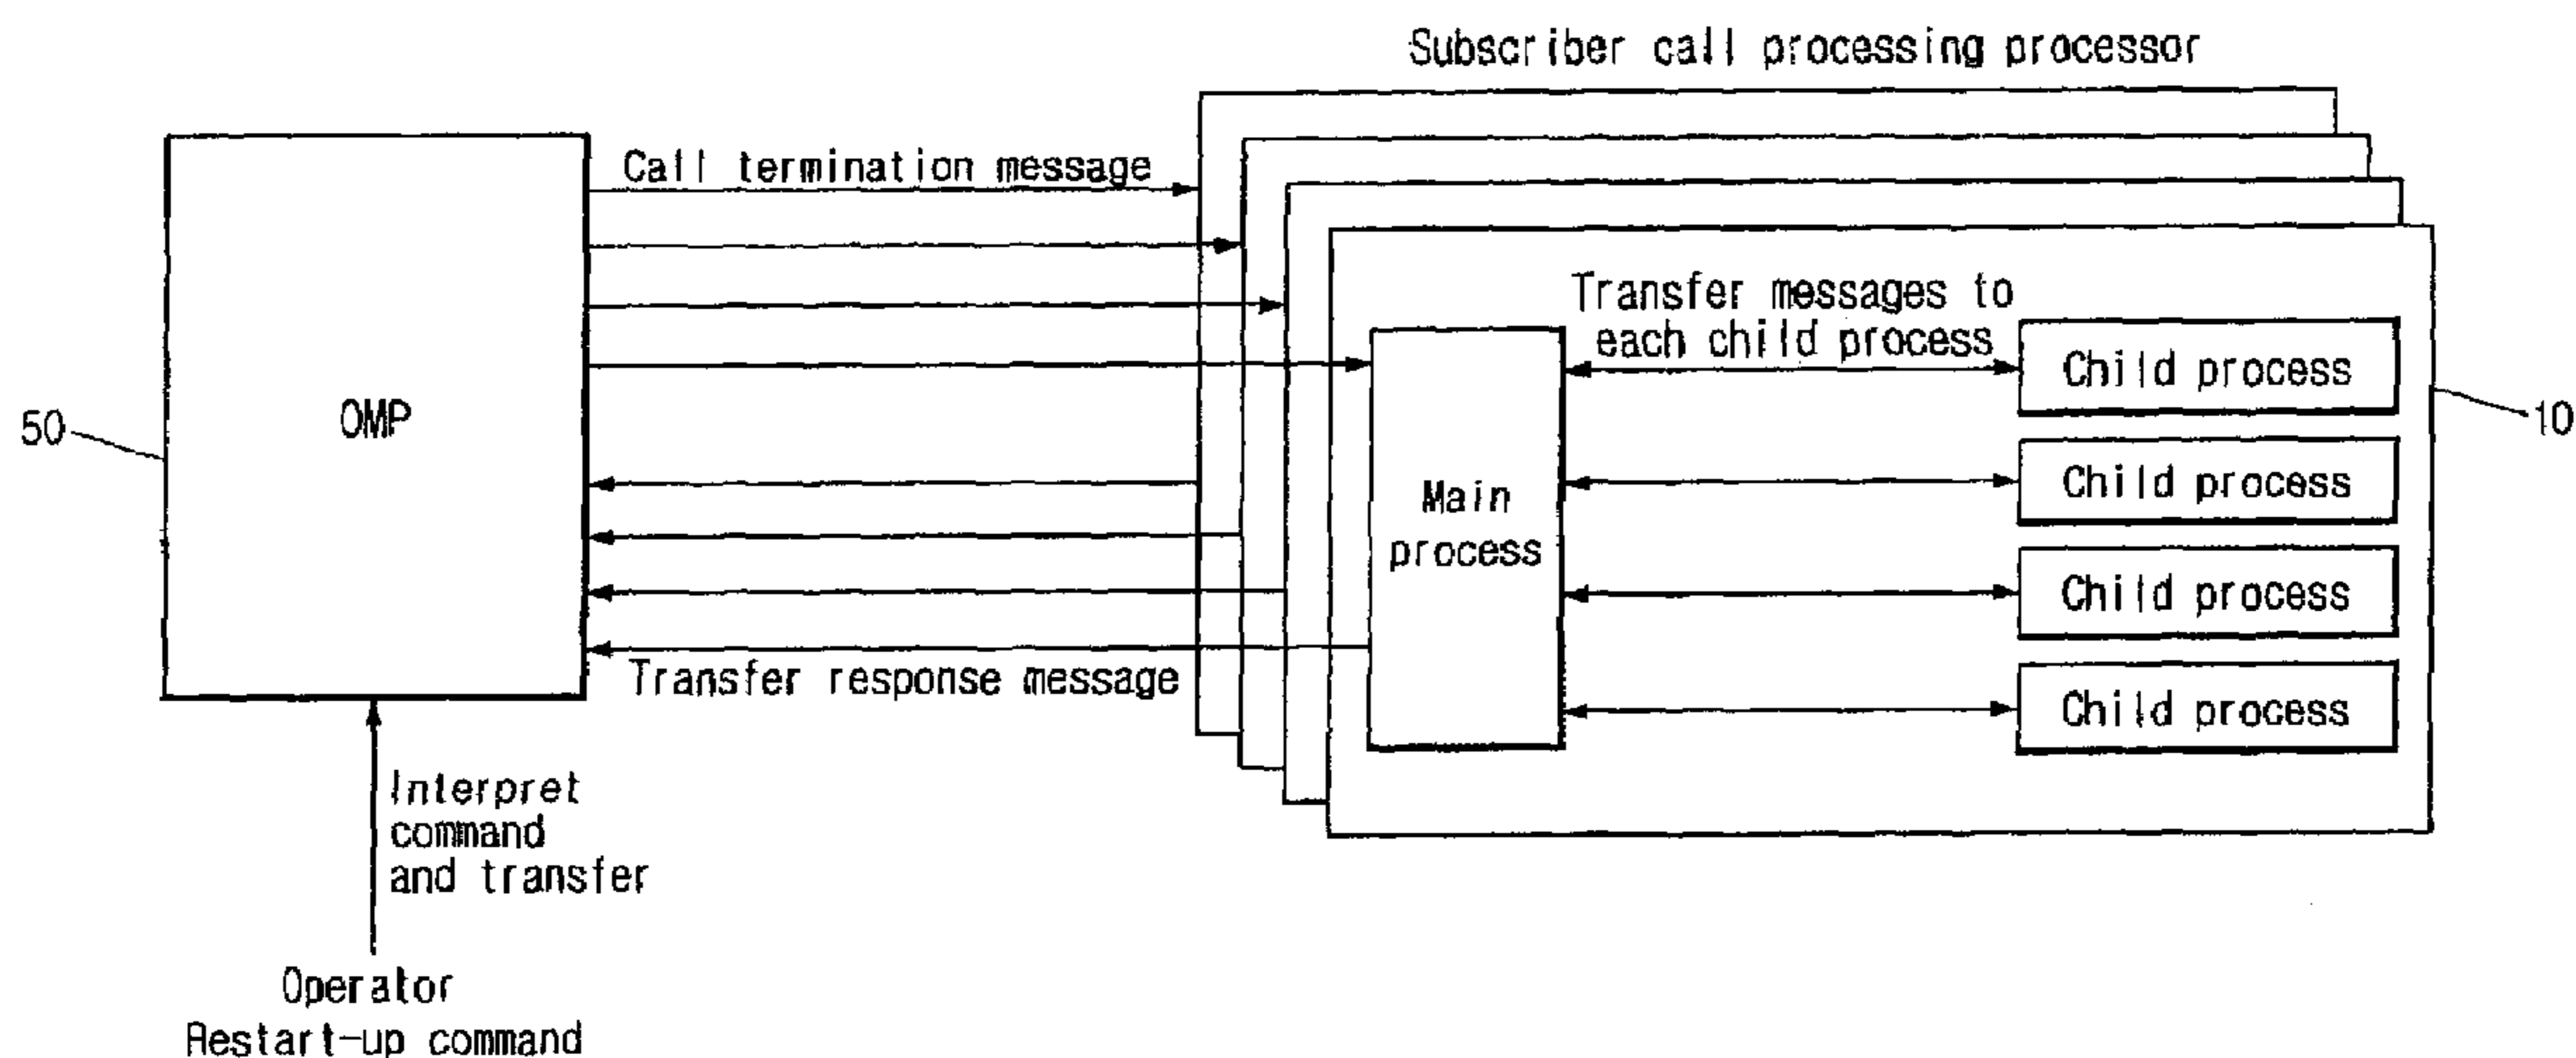 Subscriber call processing processor
Call termination message
Transfer messages to
each child process
Child process
50
OMP
10
Child process
Main
process
Child process
Transfer response message
Child process
Interpret
command
and transfer
Operator
Restart-up command